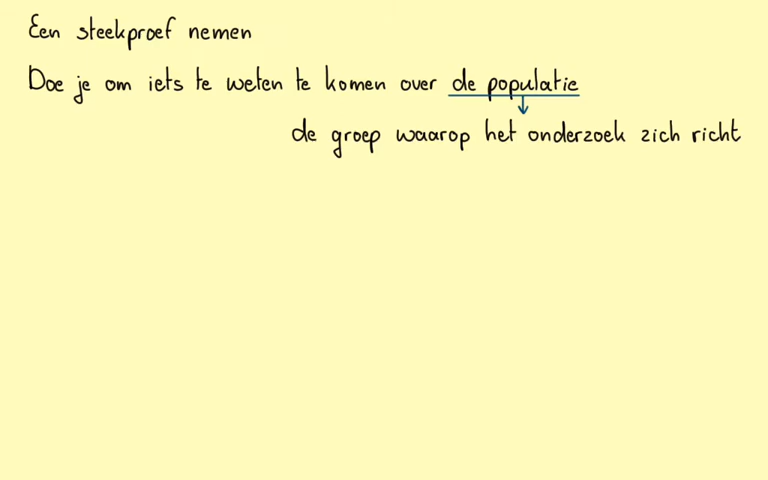 Een steekproef nemen
Doe je om iets te weten te komen over de populatie
de groep waarop het onderzoek zich richt